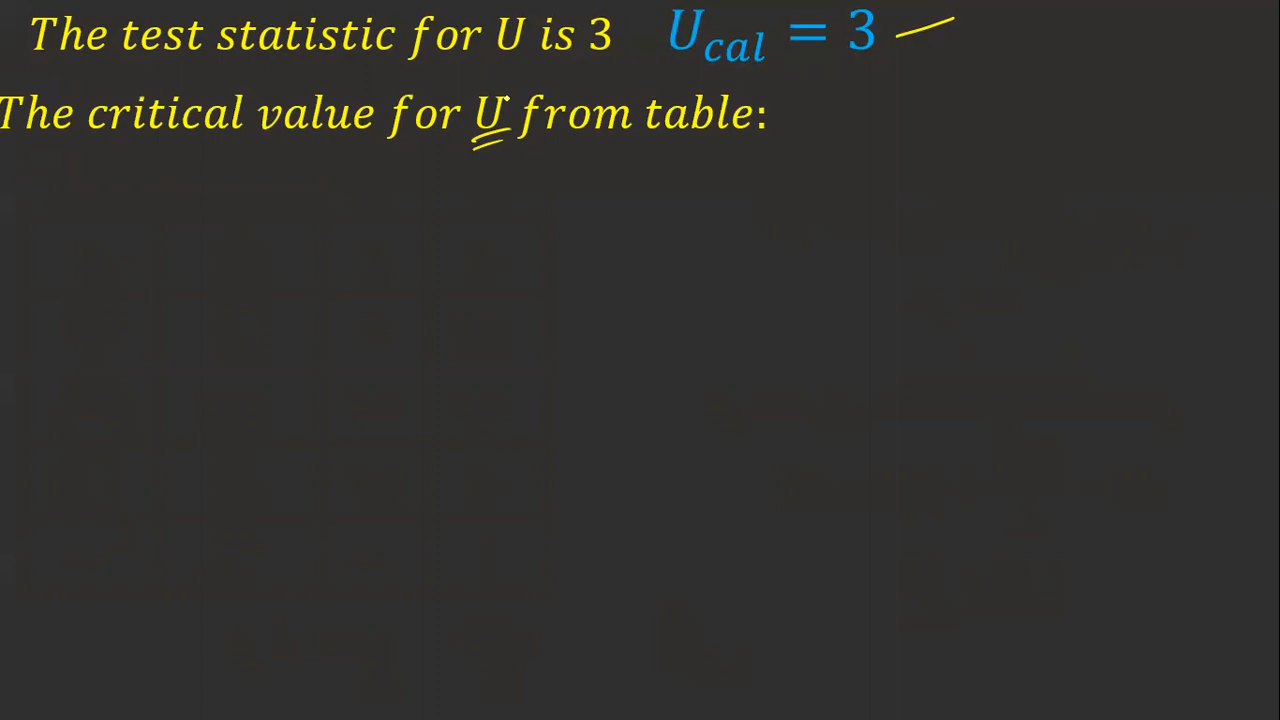 The test statistic for U is 3 U_cal = 3
The critical value for U from table: